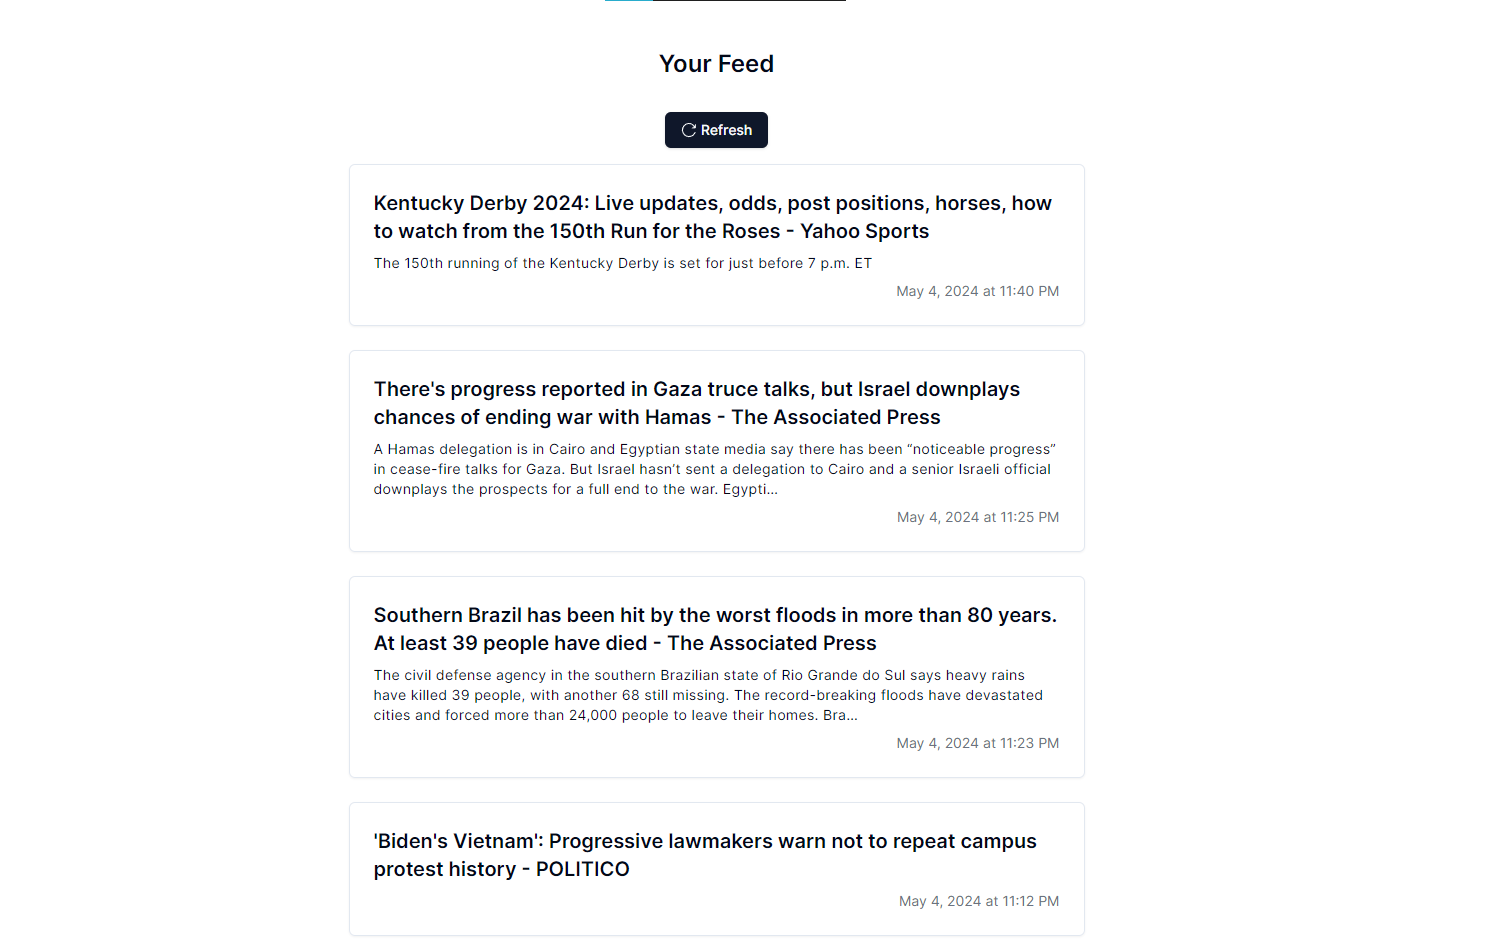 Your Feed
Refresh
Kentucky Derby 2024: Live updates, odds, post positions, horses, how
to watch from the 150th Run for the Roses - Yahoo Sports
The 150th running of the Kentucky Derby is set for just before 7 p.m. ET
May 4, 2024 at 11:40 PM
There's progress reported in Gaza truce talks, but Israel downplays
chances of ending war with Hamas - The Associated Press
A Hamas delegation is in Cairo and Egyptian state media say there has been “noticeable progress”
in cease-fire talks for Gaza. But Israel hasn’t sent a delegation to Cairo and a senior Israeli official
downplays the prospects for a full end to the war. Egypti…
May 4, 2024 at 11:25 PM
Southern Brazil has been hit by the worst floods in more than 80 years.
At least 39 people have died - The Associated Press
The civil defense agency in the southern Brazilian state of Rio Grande do Sul says heavy rains
have killed 39 people, with another 68 still missing. The record-breaking floods have devastated
cities and forced more than 24,000 people to leave their homes. Bra…
May 4, 2024 at 11:23 PM
'Biden's Vietnam': Progressive lawmakers warn not to repeat campus
protest history - POLITICO
May 4, 2024 at 11:12 PM